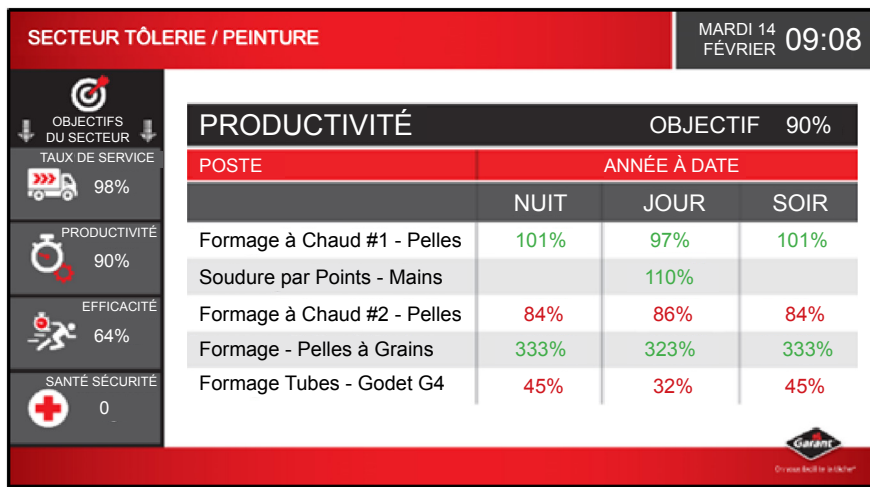 SECTEUR TÔLERIE / PEINTURE
MARDI 14
FÉVRIER
09:08
OBJECTIFS
DU SECTEUR
TAUX DE SERVICE
98%
PRODUCTIVITÉ
90%
EFFICACITÉ
64%
SANTÉ SÉCURITÉ
0
PRODUCTIVITÉ OBJECTIF 90%
POSTE ANNÉE À DATE
NUIT JOUR SOIR
Formage à Chaud #1 - Pelles 101% 97% 101%
Soudure par Points - Mains 110%
Formage à Chaud #2 - Pelles 84% 86% 84%
Formage - Pelles à Grains 333% 323% 333%
Formage Tubes - Godet G4 45% 32% 45%
Garant